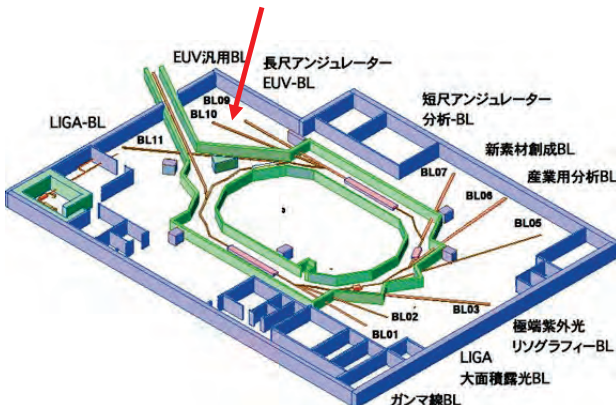 EUV汎用BL
長尺アンジュレーター
EUV-BL
短尺アンジュレーター
分析-BL
新素材創成BL
産業用分析BL
LIGA-BL
BL09
BL10
BL11
BL07
BL06
BL05
BL03
BL02
BL01
極端紫外光
リソグラフィーBL
LIGA
大面積露光BL
ガンマ線BL